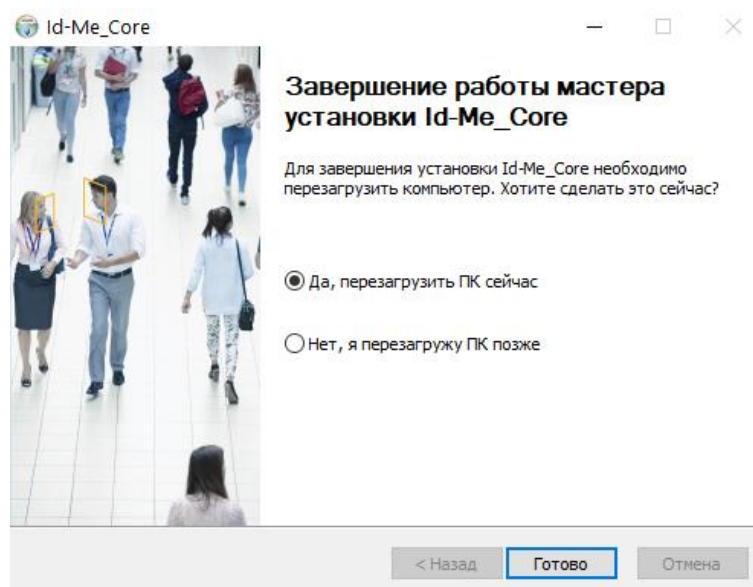 Id-Me_Core
Завершение работы мастера
установки Id-Me_Core
Для завершения установки Id-Me_Core необходимо
перезагрузить компьютер. Хотите сделать это сейчас?
Да, перезагрузить ПК сейчас
Нет, я перезагружу ПК позже
< Назад
Готово
Отмена